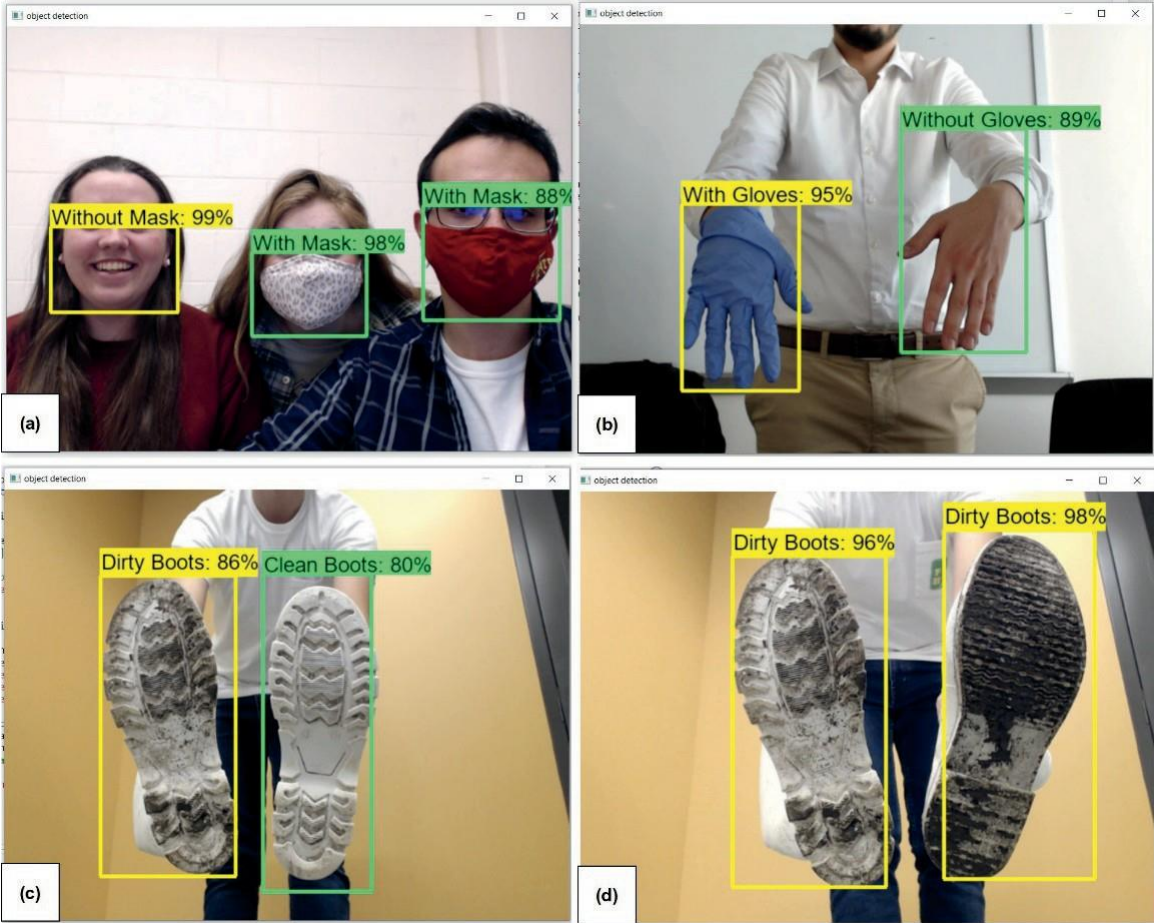 object detection
Without Mask: 99%
With Mask: 98%
With Mask: 88%
(a)
object detection
With Gloves: 95%
Without Gloves: 89%
(b)
object detection
Dirty Boots: 86%
Clean Boots: 80%
(c)
object detection
Dirty Boots: 96%
Dirty Boots: 98%
(d)